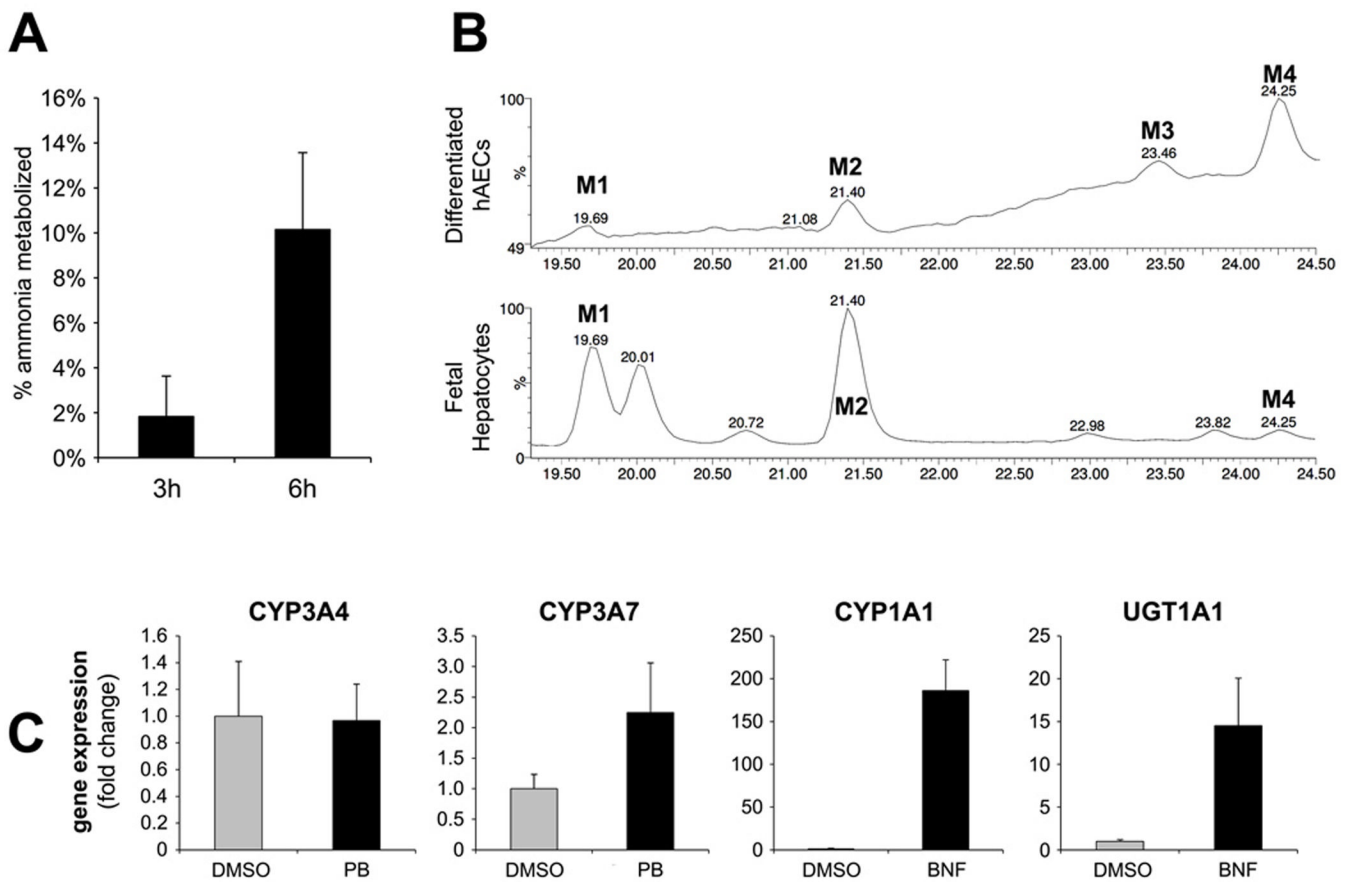 A
16%
14%
12%
10%
8%
6%
4%
2%
0%
% ammonia metabolized
3h 6h
B
Differentiated
hAECs
100
%
49
M1
19.69
21.08
M2
21.40
M3
23.46
M4
24.25
19.50 20.00 20.50 21.00 21.50 22.00 22.50 23.00 23.50 24.00 24.50
Fetal
Hepatocytes
100
%
0
M1
19.69
20.01
20.72
21.40
M2
22.98
23.82
M4
24.25
19.50 20.00 20.50 21.00 21.50 22.00 22.50 23.00 23.50 24.00 24.50
C
gene expression
(fold change)
CYP3A4
1.6
1.4
1.2
1.0
0.8
0.6
0.4
0.2
0
DMSO PB
CYP3A7
3.5
3.0
2.5
2.0
1.5
1.0
0.5
0
DMSO PB
CYP1A1
250
200
150
100
50
0
DMSO BNF
UGT1A1
25
20
15
10
5
0
DMSO BNF